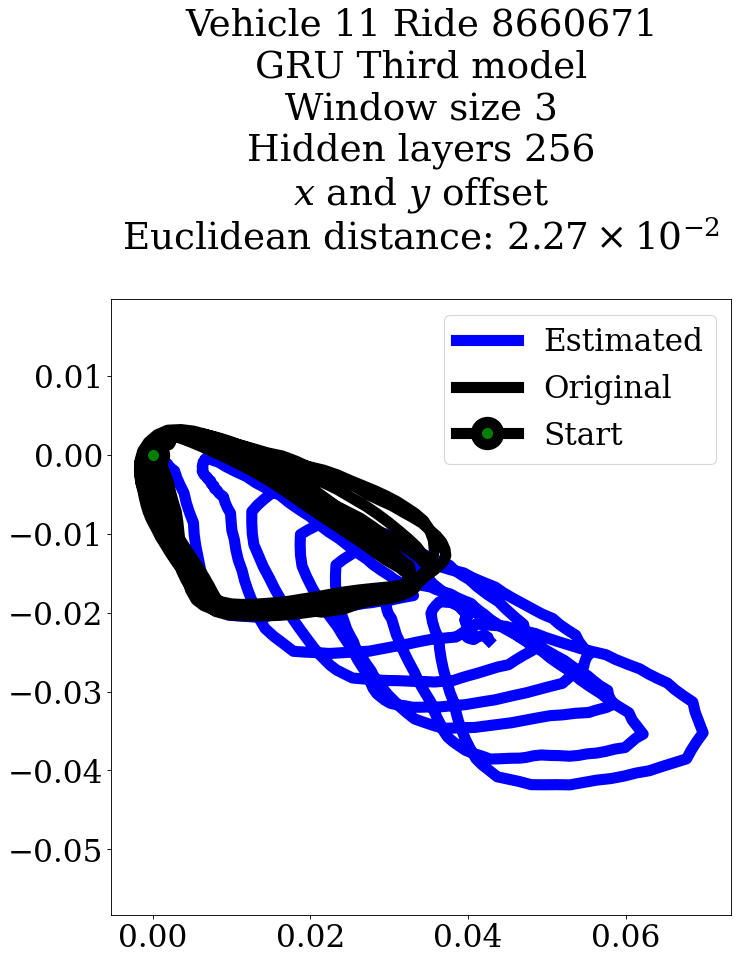 Vehicle 11 Ride 8660671
GRU Third model
Window size 3
Hidden layers 256
x and y offset
Euclidean distance: 2.27 × 10⁻²
Estimated
Original
Start
0.01
0.00
−0.01
−0.02
−0.03
−0.04
−0.05
0.00 0.02 0.04 0.06